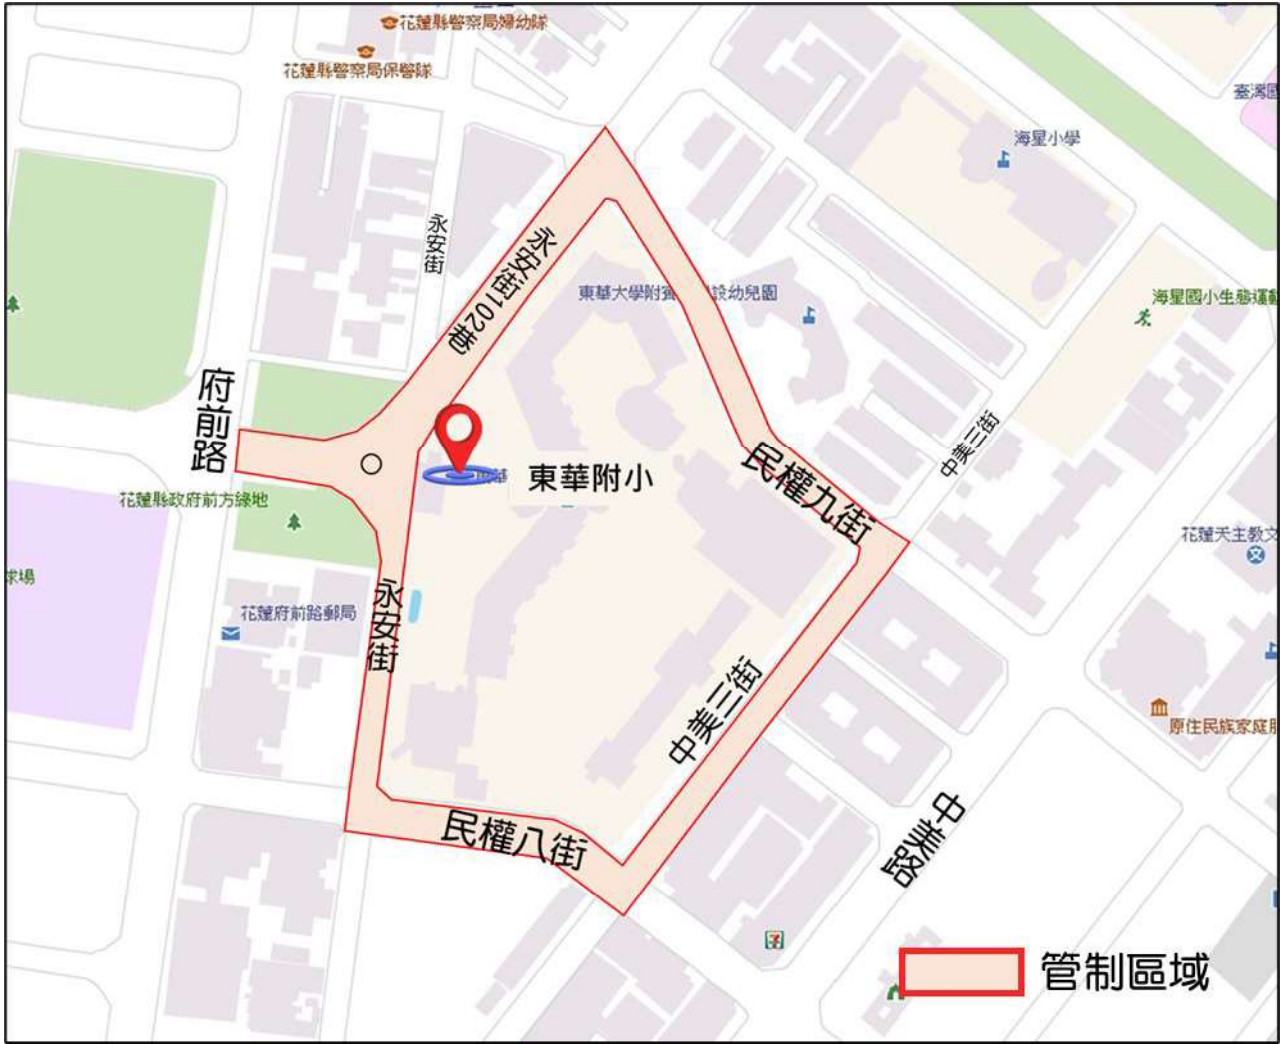 花蓮縣警察局婦幼隊
花蓮縣警察局保警隊
海星小學
永安街
永安街102巷
東華大學附
設幼兒園
海星國小生態運動
府前路
中美三街
民權九街
東華附小
花蓮縣政府前方綠地
花蓮天主教文
球場
永安街
花蓮府前路郵局
中美三街
原住民族家庭
中美路
民權八街
管制區域